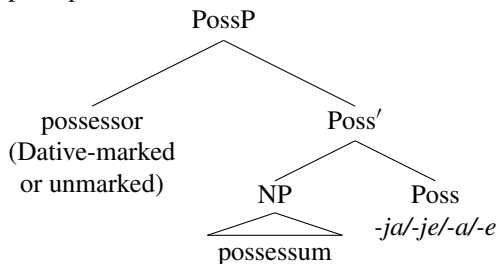 PossP
possessor
(Dative-marked
or unmarked)
Poss′
NP
possessum
Poss
-ja/-je/-a/-e